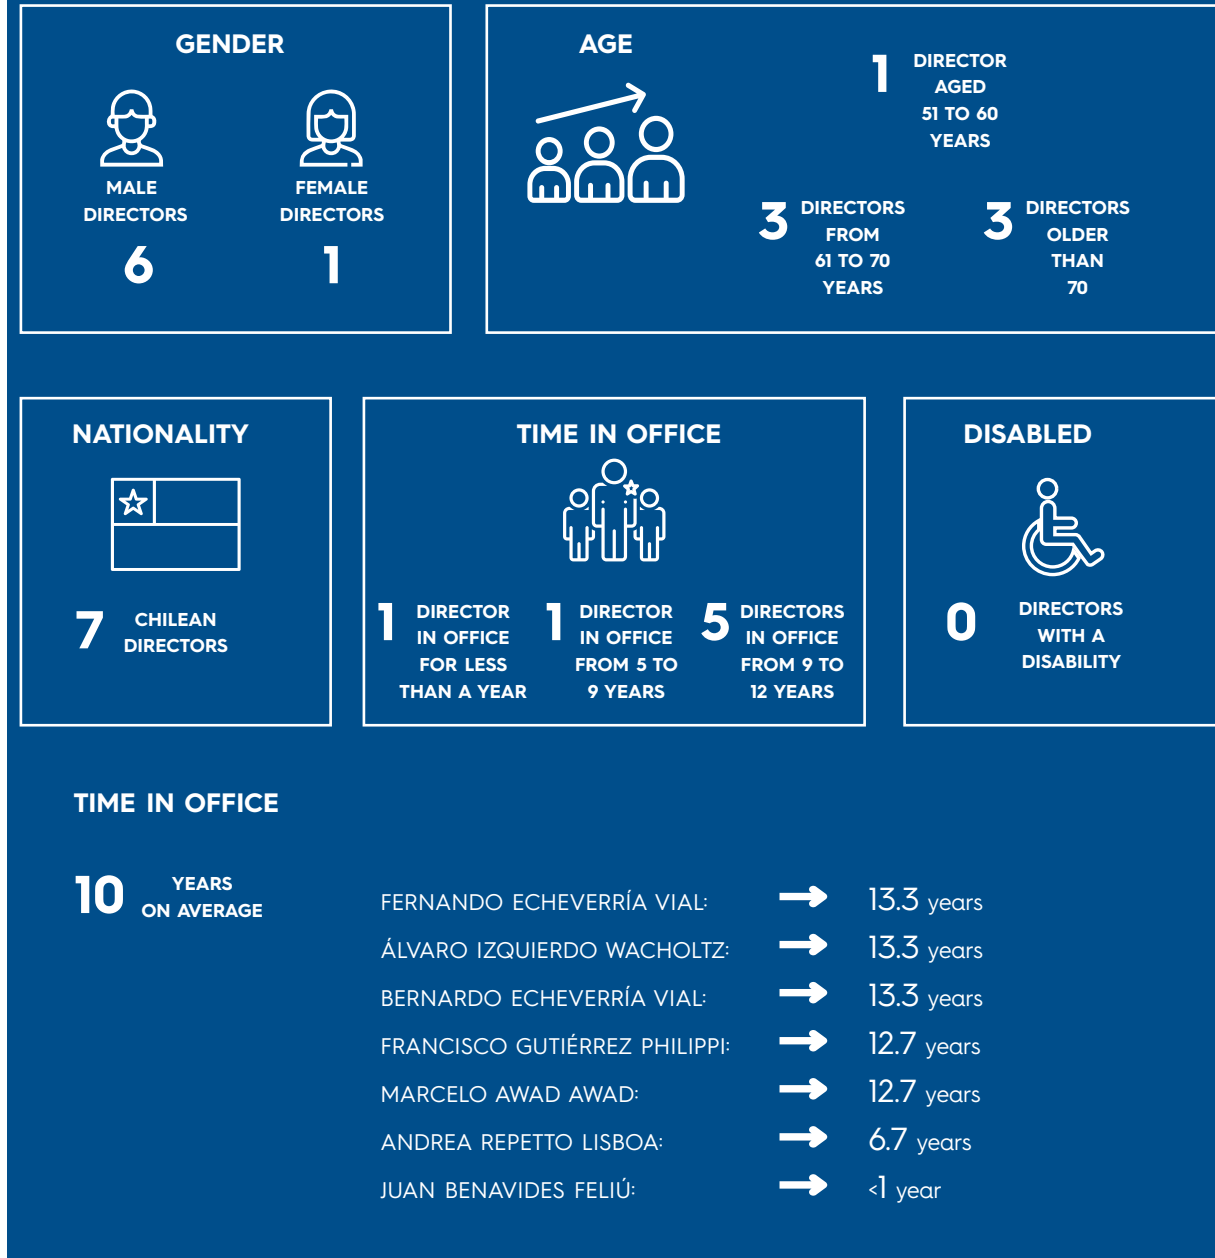 GENDER
MALE
DIRECTORS
6
FEMALE
DIRECTORS
1
AGE
1
DIRECTOR
AGED
51 TO 60
YEARS
3
DIRECTORS
FROM
61 TO 70
YEARS
3
DIRECTORS
OLDER
THAN
70
NATIONALITY
7
CHILEAN
DIRECTORS
TIME IN OFFICE
1
DIRECTOR
IN OFFICE
FOR LESS
THAN A YEAR
1
DIRECTOR
IN OFFICE
FROM 5 TO
9 YEARS
5
DIRECTORS
IN OFFICE
FROM 9 TO
12 YEARS
DISABLED
0
DIRECTORS
WITH A
DISABILITY
TIME IN OFFICE
10
YEARS
ON AVERAGE
FERNANDO ECHEVERRÍA VIAL: 13.3 years
ÁLVARO IZQUIERDO WACHOLTZ: 13.3 years
BERNARDO ECHEVERRÍA VIAL: 13.3 years
FRANCISCO GUTIÉRREZ PHILIPPI: 12.7 years
MARCELO AWAD AWAD: 12.7 years
ANDREA REPETTO LISBOA: 6.7 years
JUAN BENAVIDES FELIÚ: <1 year